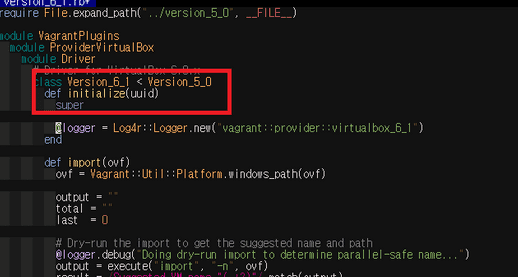 version_6_1.rb*
require File.expand_path("../version_5_0", __FILE__)
module VagrantPlugins
module ProviderVirtualBox
module Driver
# Driver for VirtualBox 6.0.x
class Version_6_1 < Version_5_0
def initialize(uuid)
super
@logger = Log4r::Logger.new("vagrant::provider::virtualbox_6_1")
end
def import(ovf)
ovf = Vagrant::Util::Platform.windows_path(ovf)
output = ""
total = ""
last = 0
# Dry-run the import to get the suggested name and path
@logger.debug("Doing dry-run import to determine parallel-safe name...")
output = execute("import", "-n", ovf)